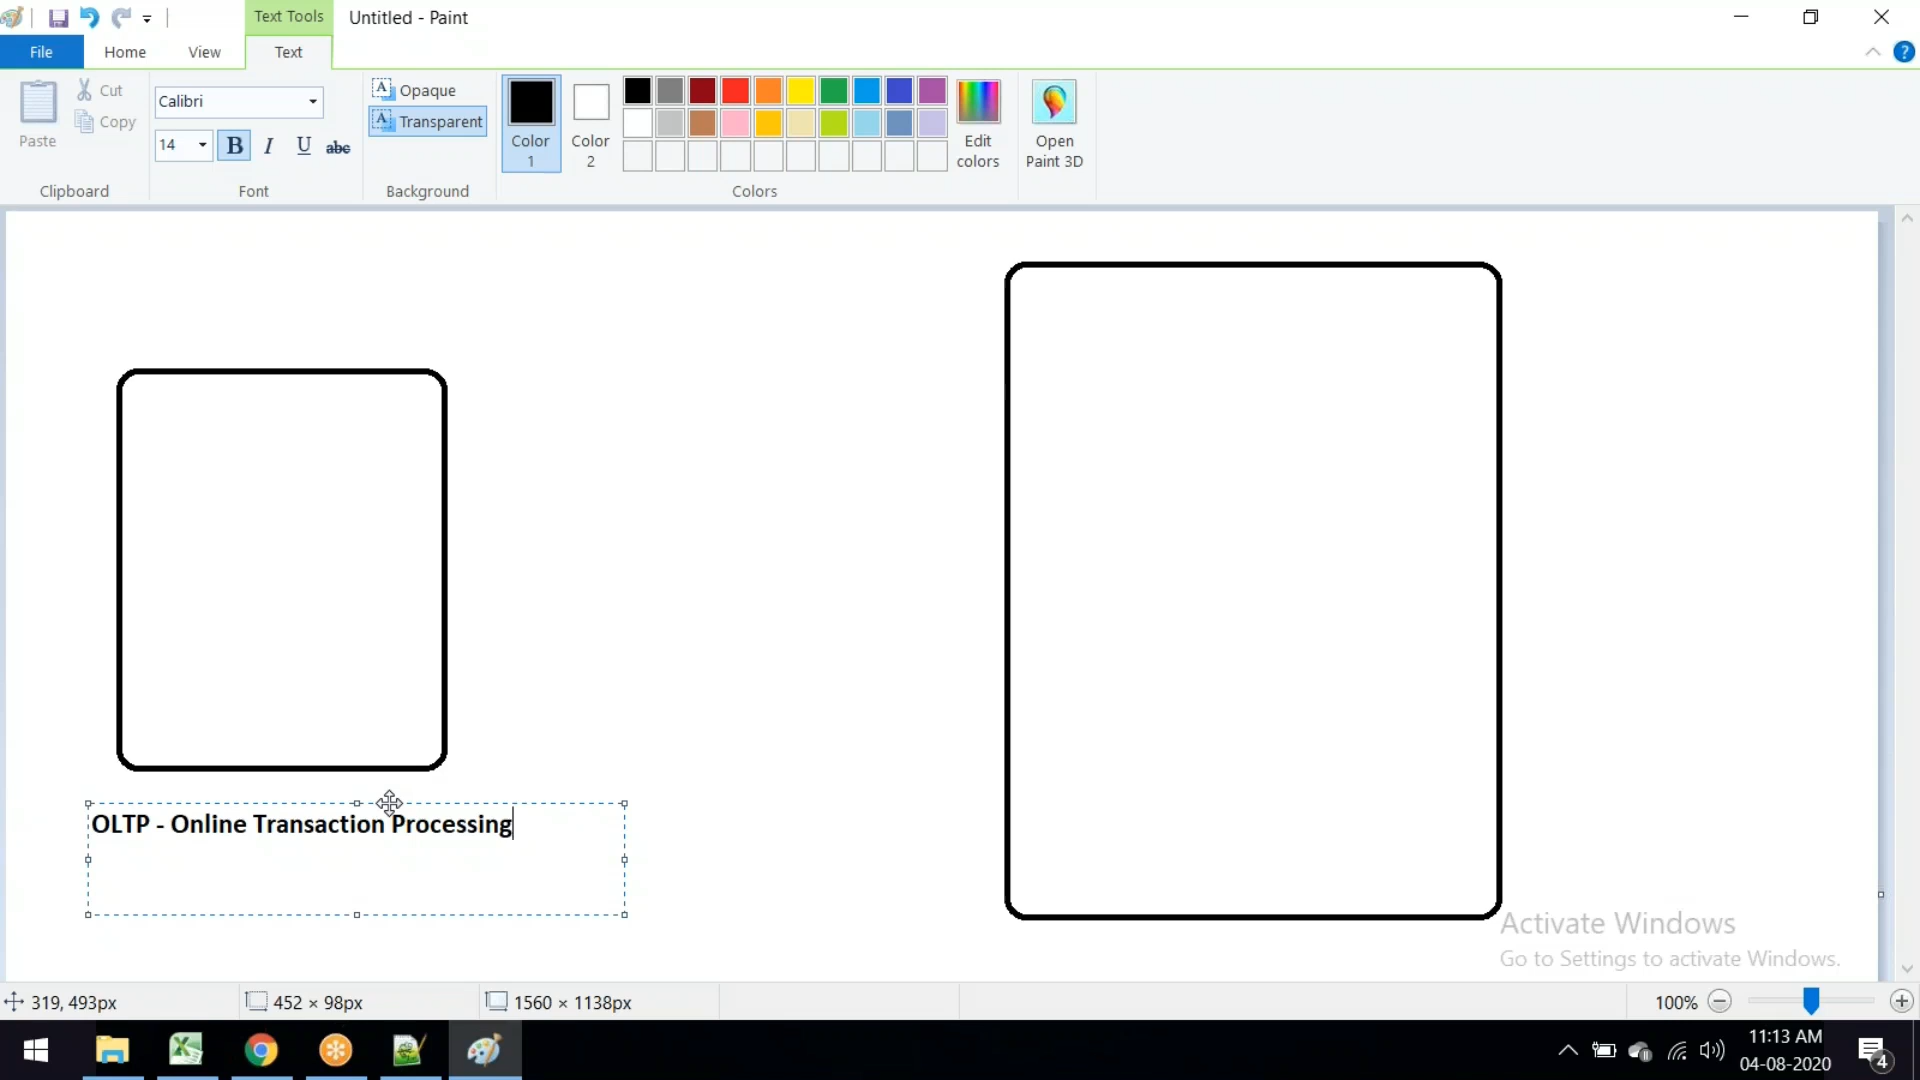 Text Tools
Untitled - Paint
File
Home
View
Text
Paste
Cut
Copy
Clipboard
Calibri
14
B
I
U
abc
Font
A Opaque
A Transparent
Background
Color 1
Color 2
Edit colors
Colors
Open Paint 3D
OLTP - Online Transaction Processing
Activate Windows
Go to Settings to activate Windows.
319, 493px
452 × 98px
1560 × 1138px
100%
11:13 AM
04-08-2020
4